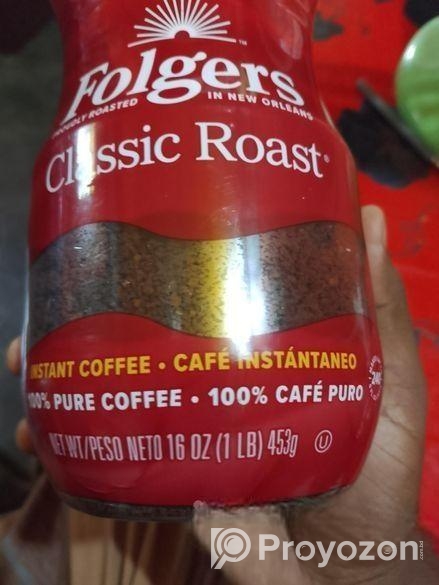 Folgers
PROUDLY ROASTED IN NEW ORLEANS
Classic Roast®
INSTANT COFFEE • CAFÉ INSTÁNTANEO
100% PURE COFFEE • 100% CAFÉ PURO
NET WT/PESO NETO 16 OZ (1 LB) 453g U
240
Proyozon